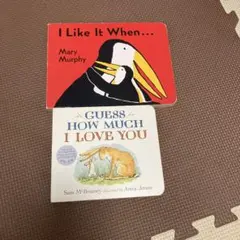 I Like It When...
Mary
Murphy
GUESS
HOW MUCH
I LOVE YOU
Sam McBratney
Anita Jeram